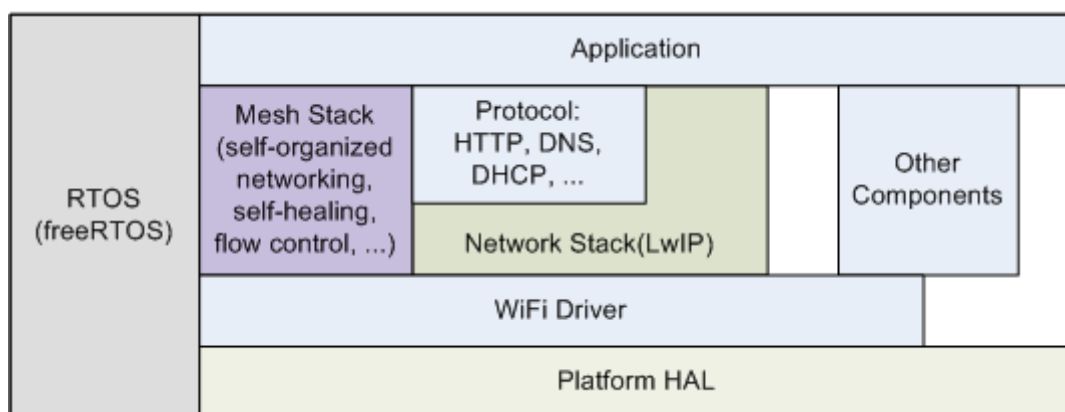 Application
Mesh Stack
(self-organized
networking,
self-healing,
flow control, ...)
Protocol:
HTTP, DNS,
DHCP, ...
Network Stack(LwIP)
Other
Components
RTOS
(freeRTOS)
WiFi Driver
Platform HAL